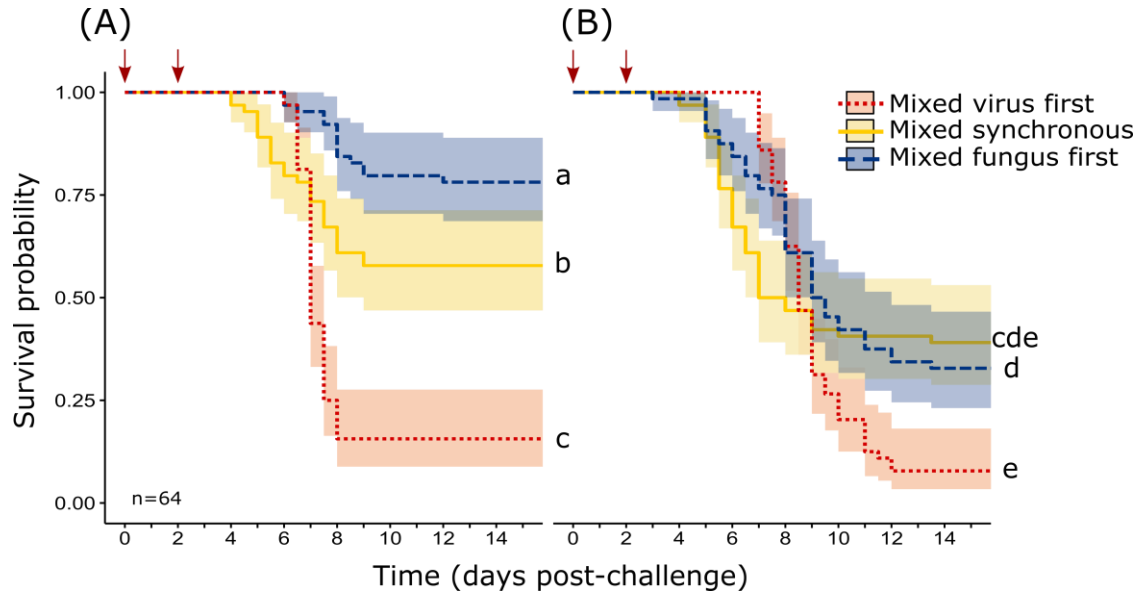 (A)
(B)
Survival probability
1.00
0.75
0.50
0.25
0.00
a
b
c
n=64
0 2 4 6 8 10 12 14
Mixed virus first
Mixed synchronous
Mixed fungus first
cde
d
e
0 2 4 6 8 10 12 14
Time (days post-challenge)